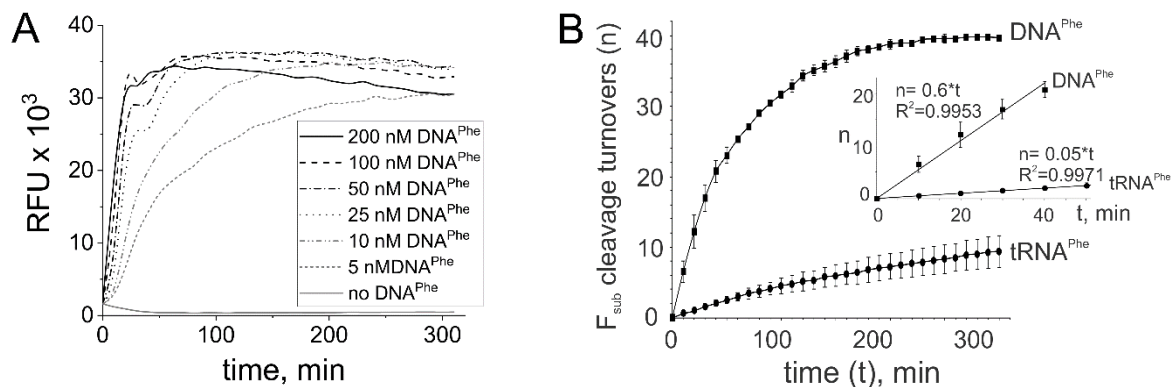 A
RFU x 10³
40
30
20
10
0
200 nM DNA^Phe
100 nM DNA^Phe
50 nM DNA^Phe
25 nM DNA^Phe
10 nM DNA^Phe
5 nMDNA^Phe
no DNA^Phe
0 100 200 300
time, min
B
F_sub cleavage turnovers (n)
40
30
20
10
0
DNA^Phe
tRNA^Phe
0 100 200 300
time (t), min
n
20
10
0
n= 0.6*t
R²=0.9953
DNA^Phe
n= 0.05*t
R²=0.9971
tRNA^Phe
0 20 40 t, min